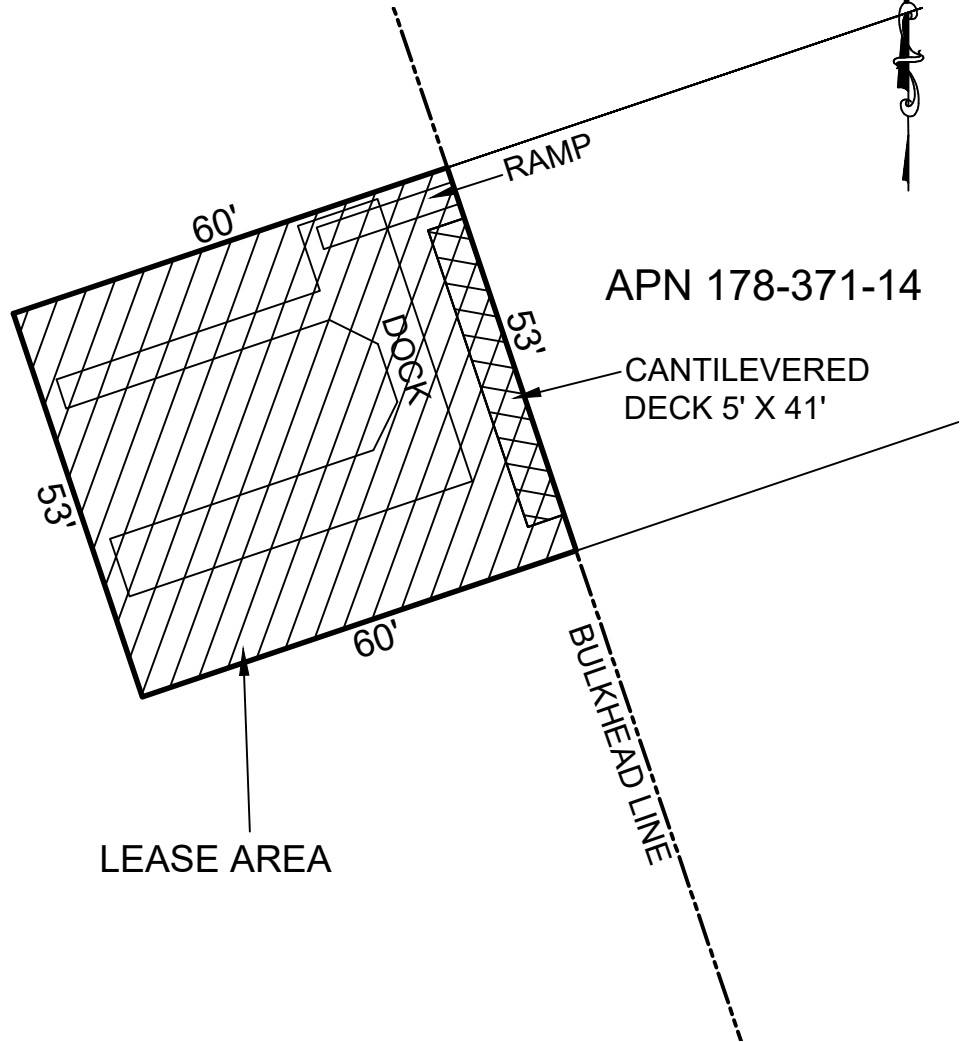 RAMP
60'
APN 178-371-14
53'
DOCK
CANTILEVERED
DECK 5' X 41'
53'
60'
BULKHEAD LINE
LEASE AREA